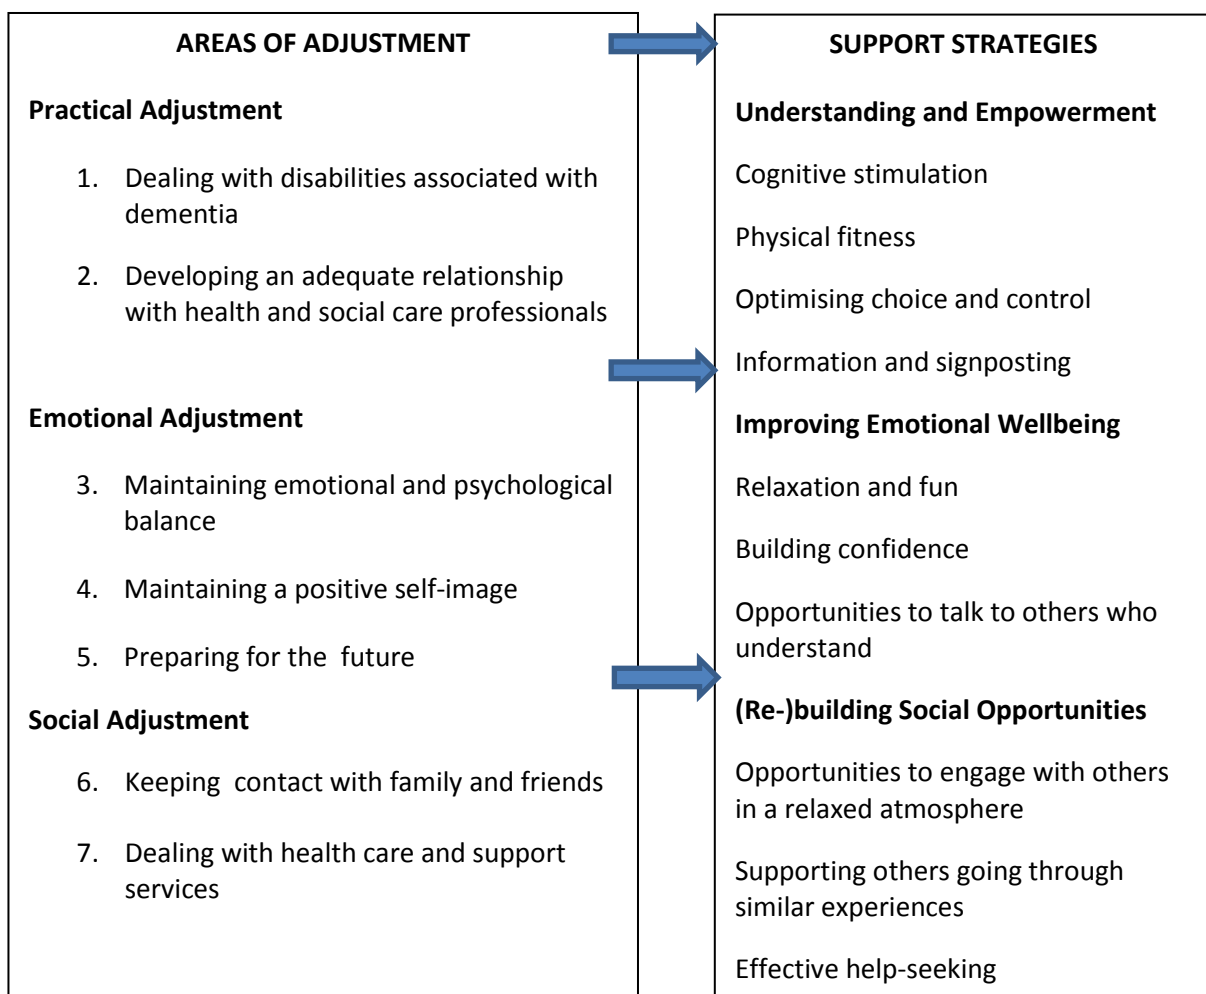 AREAS OF ADJUSTMENT
Practical Adjustment
1. Dealing with disabilities associated with
dementia
2. Developing an adequate relationship
with health and social care professionals
Emotional Adjustment
3. Maintaining emotional and psychological
balance
4. Maintaining a positive self-image
5. Preparing for the future
Social Adjustment
6. Keeping contact with family and friends
7. Dealing with health care and support
services
SUPPORT STRATEGIES
Understanding and Empowerment
Cognitive stimulation
Physical fitness
Optimising choice and control
Information and signposting
Improving Emotional Wellbeing
Relaxation and fun
Building confidence
Opportunities to talk to others who
understand
(Re-)building Social Opportunities
Opportunities to engage with others
in a relaxed atmosphere
Supporting others going through
similar experiences
Effective help-seeking